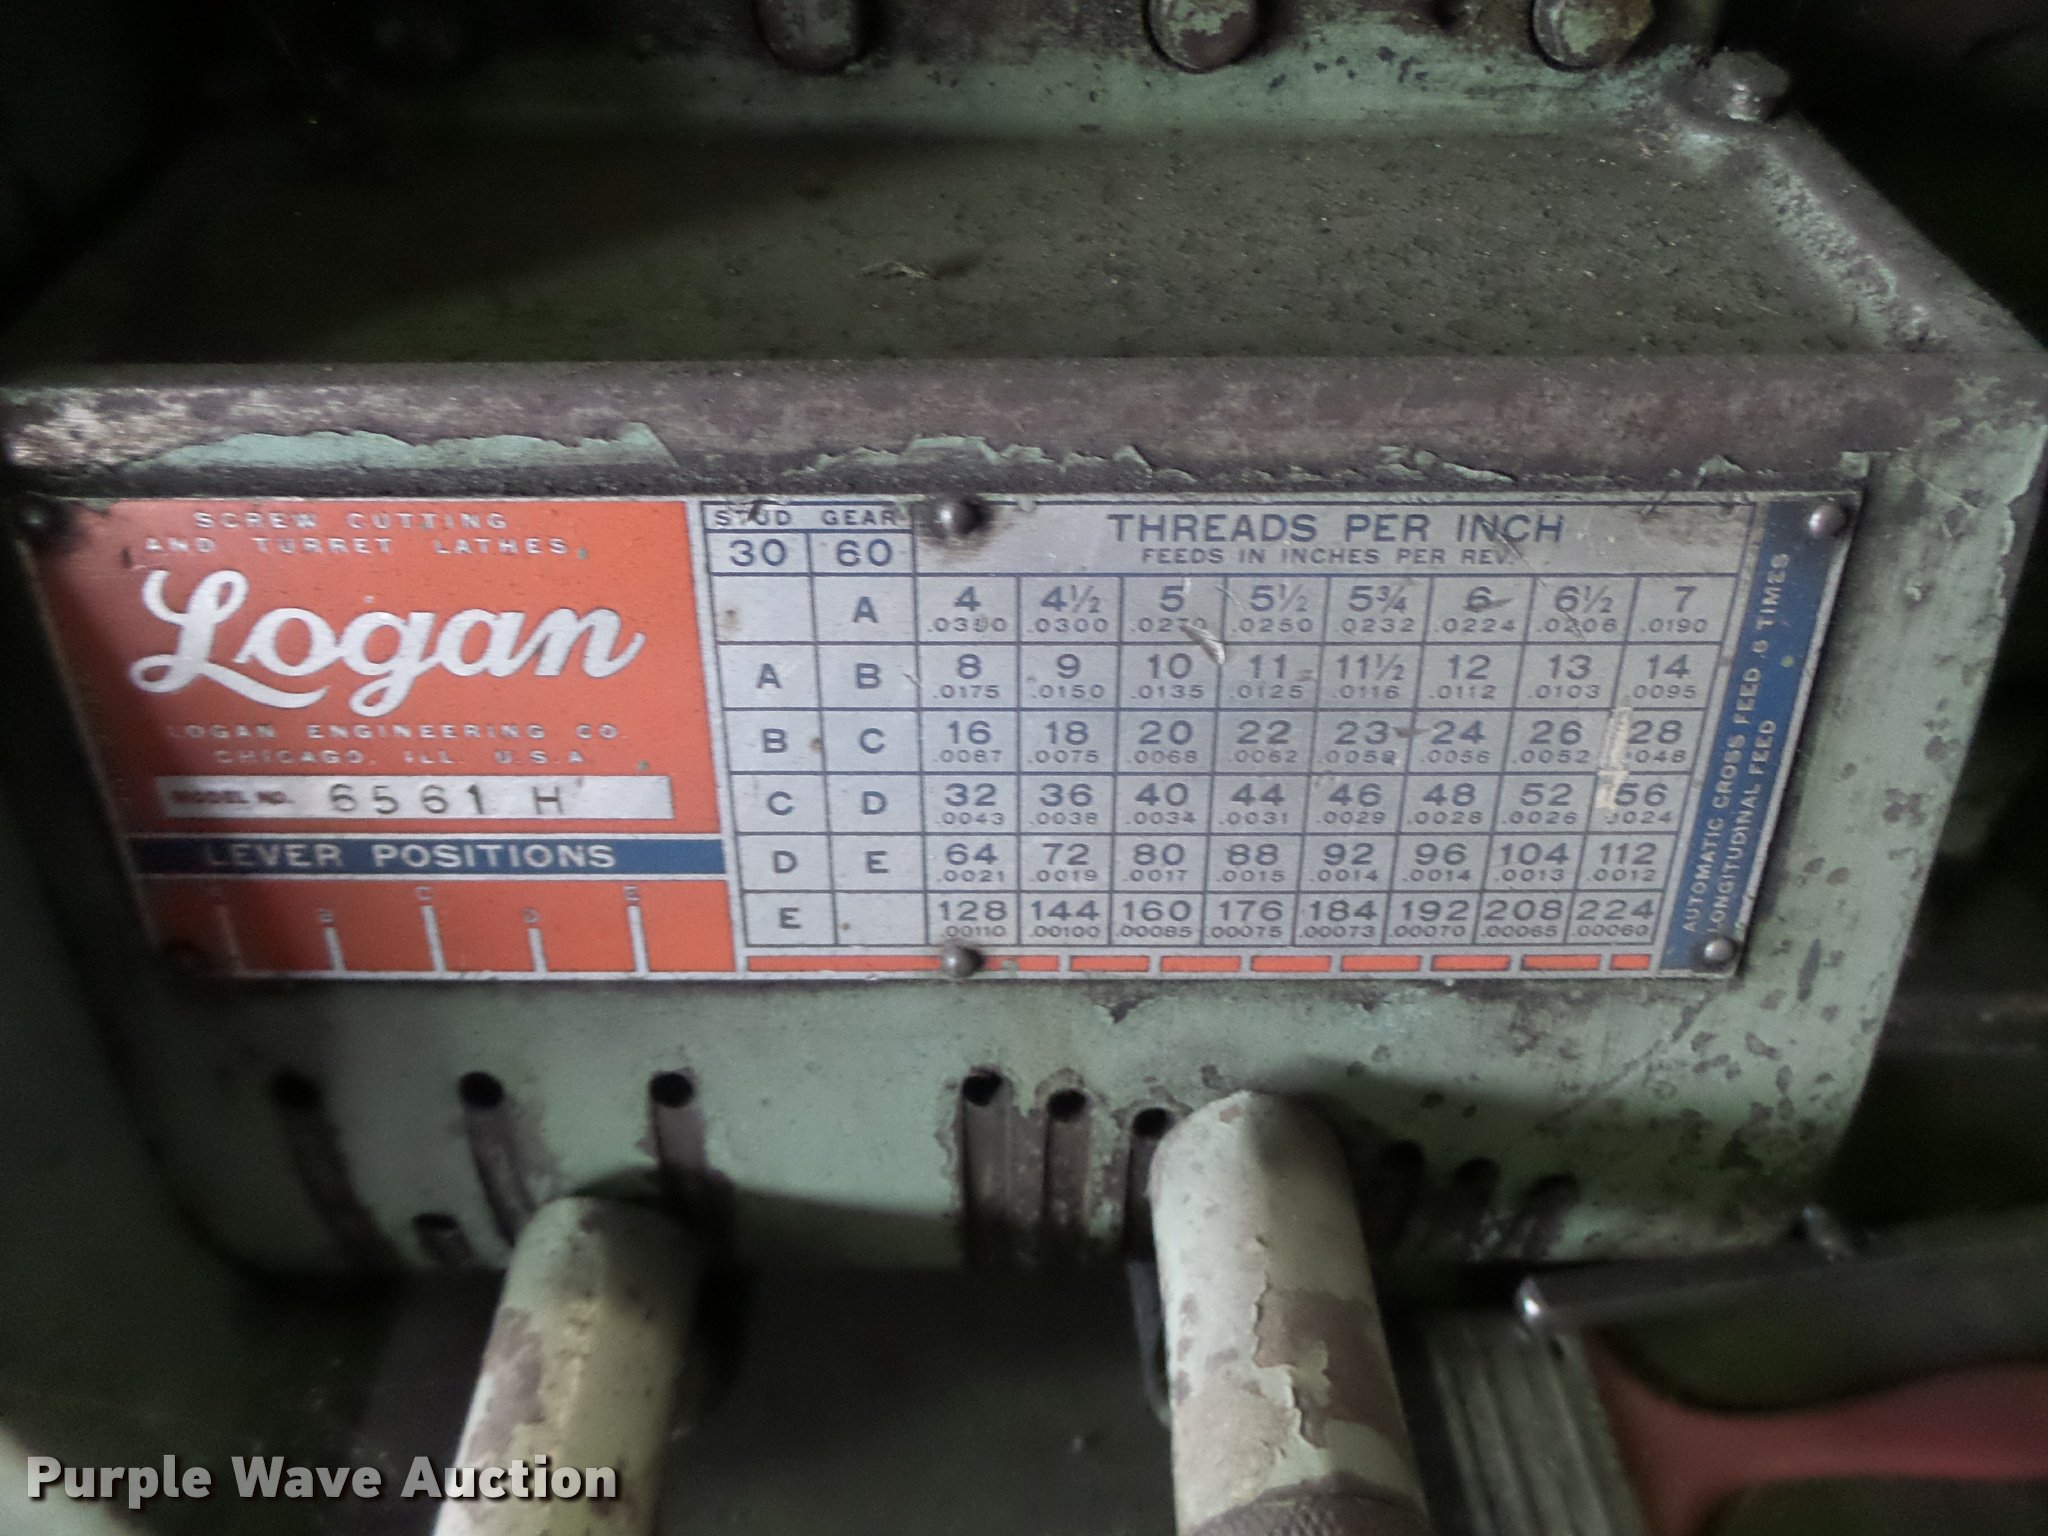 SCREW CUTTING
AND TURRET LATHES.
Logan
LOGAN ENGINEERING CO.
CHICAGO, ILL. U.S.A.
MODEL NO. 6561 H
LEVER POSITIONS
B C D E
STUD GEAR THREADS PER INCH
30 60 FEEDS IN INCHES PER REV.
A 4 4½ 5 5½ 5¾ 6 6½ 7
.0300 .0270 .0250 .0232 .0224 .0206 .0190
A B 8 9 10 11 11½ 12 13 14
.0175 .0150 .0135 .0125 .0116 .0112 .0103 .0095
B C 16 18 20 22 23 24 26 28
.0087 .0075 .0068 .0062 .0058 .0056 .0052 .0048
C D 32 36 40 44 46 48 52 56
.0043 .0038 .0034 .0031 .0029 .0028 .0026 .0024
D E 64 72 80 88 92 96 104 112
.0021 .0019 .0017 .0015 .0014 .0014 .0013 .0012
E 128 144 160 176 184 192 208 224
.00110 .00100 .00085 .00075 .00073 .00070 .00065 .00060
AUTOMATIC CROSS FEED .3 TIMES
LONGITUDINAL FEED
Purple Wave Auction